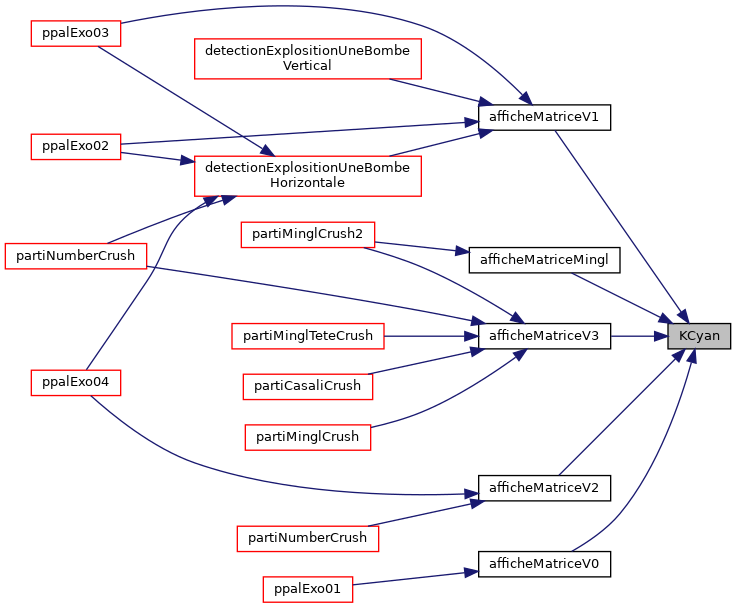 ppalExo03
detectionExplositionUneBombe
Vertical
afficheMatriceV1
ppalExo02
detectionExplositionUneBombe
Horizontale
partiMinglCrush2
partiNumberCrush
afficheMatriceMingl
partiMinglTeteCrush
afficheMatriceV3
KCyan
ppalExo04
partiCasaliCrush
partiMinglCrush
afficheMatriceV2
partiNumberCrush
afficheMatriceV0
ppalExo01